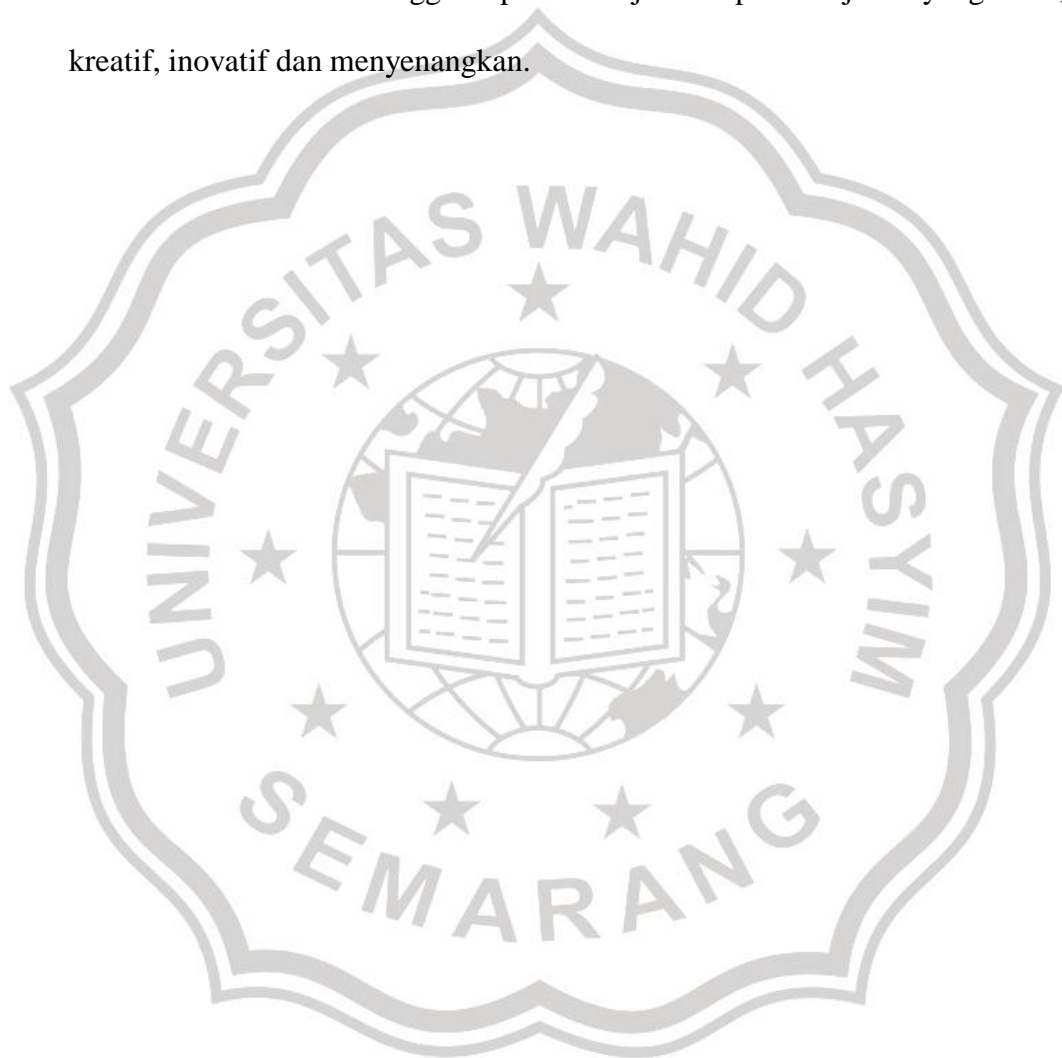 kreatif, inovatif dan menyenangkan.
UNIVERSITAS WAHID HASYIM
SEMARANG